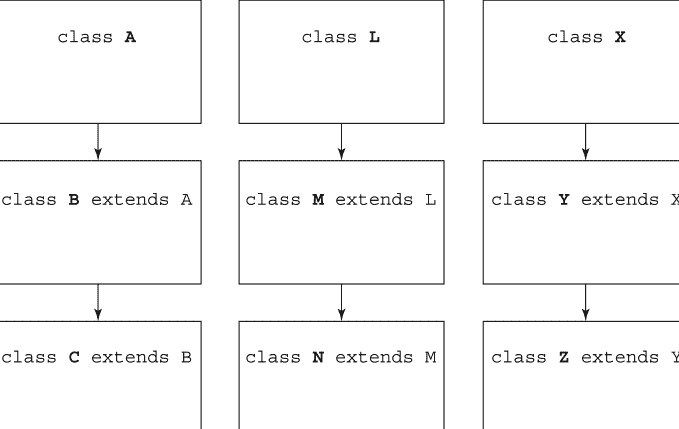 class A
class L
class X
class B extends A
class M extends L
class Y extends X
class C extends B
class N extends M
class Z extends Y